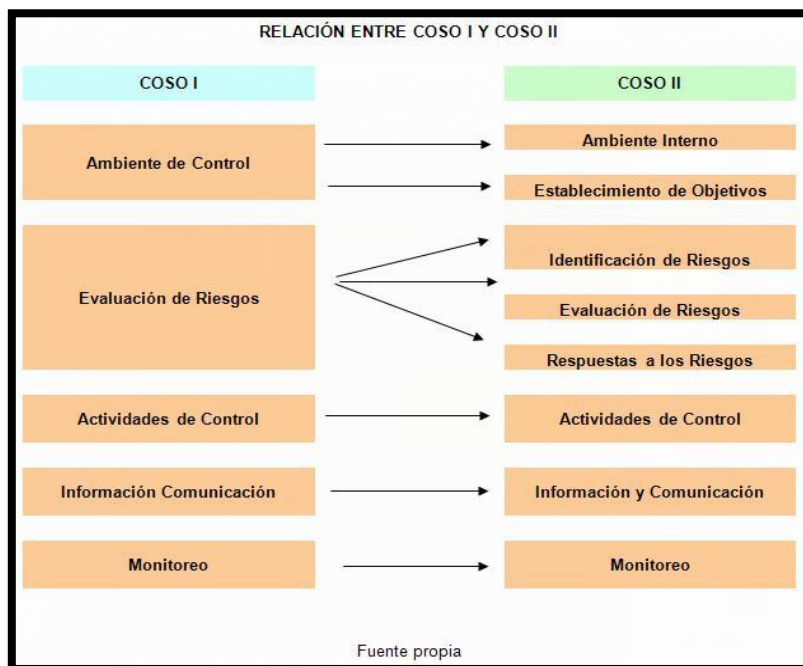 RELACIÓN ENTRE COSO I Y COSO II
COSO I
COSO II
Ambiente de Control
Ambiente Interno
Establecimiento de Objetivos
Evaluación de Riesgos
Identificación de Riesgos
Evaluación de Riesgos
Respuestas a los Riesgos
Actividades de Control
Actividades de Control
Información Comunicación
Información y Comunicación
Monitoreo
Monitoreo
Fuente propia